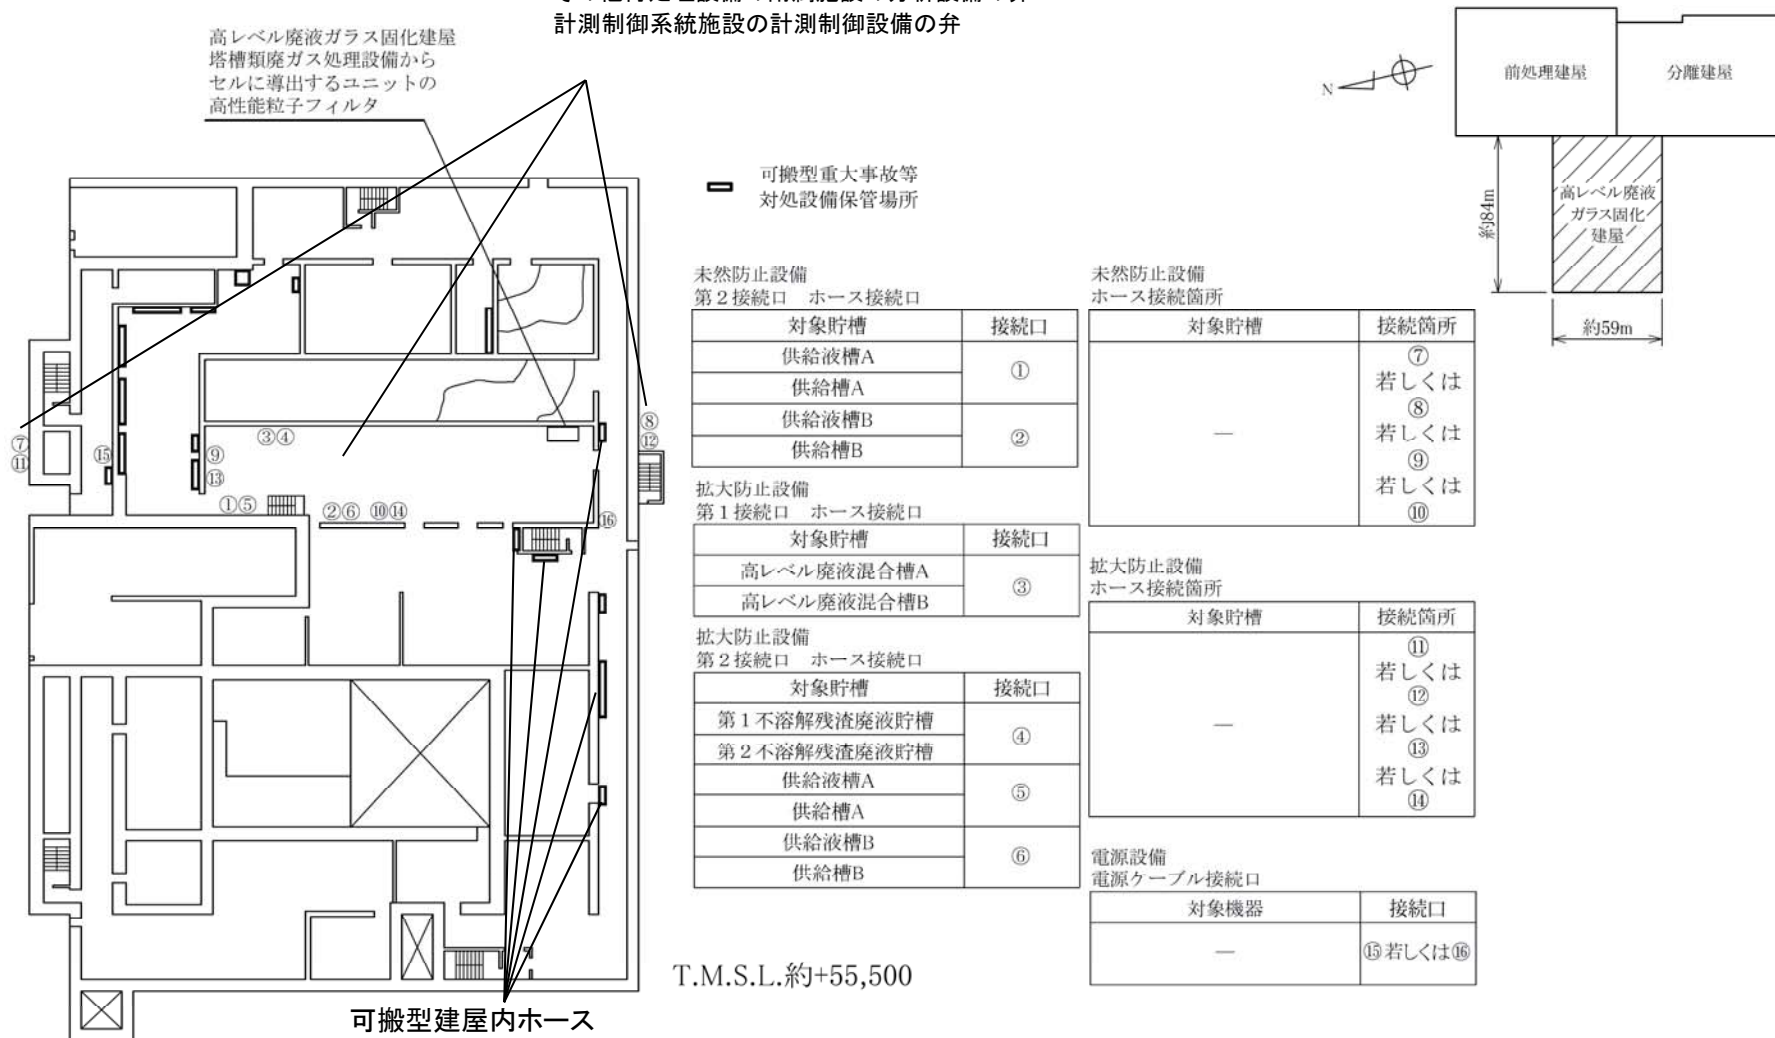 計測制御系統施設の計測制御設備の弁
高レベル廃液ガラス固化建屋
塔槽類廃ガス処理設備から
セルに導出するユニットの
高性能粒子フィルタ
可搬型重大事故等
対処設備保管場所
N
前処理建屋
分離建屋
高レベル廃液
ガラス固化
建屋
約84m
約59m
⑦
⑪
⑮
③④
⑨
⑬
①⑤
②⑥
⑩⑭
⑧
⑫
⑯
可搬型建屋内ホース
T.M.S.L.約+55,500
未然防止設備
第2接続口 ホース接続口
対象貯槽 接続口
供給液槽A
供給槽A
①
供給液槽B
供給槽B
②
拡大防止設備
第1接続口 ホース接続口
対象貯槽 接続口
高レベル廃液混合槽A
高レベル廃液混合槽B
③
拡大防止設備
第2接続口 ホース接続口
対象貯槽 接続口
第1不溶解残渣廃液貯槽
第2不溶解残渣廃液貯槽
④
供給液槽A
供給槽A
⑤
供給液槽B
供給槽B
⑥
未然防止設備
ホース接続箇所
対象貯槽 接続箇所
―
⑦
若しくは
⑧
若しくは
⑨
若しくは
⑩
拡大防止設備
ホース接続箇所
対象貯槽 接続箇所
―
⑪
若しくは
⑫
若しくは
⑬
若しくは
⑭
電源設備
電源ケーブル接続口
対象機器 接続口
― ⑮若しくは⑯